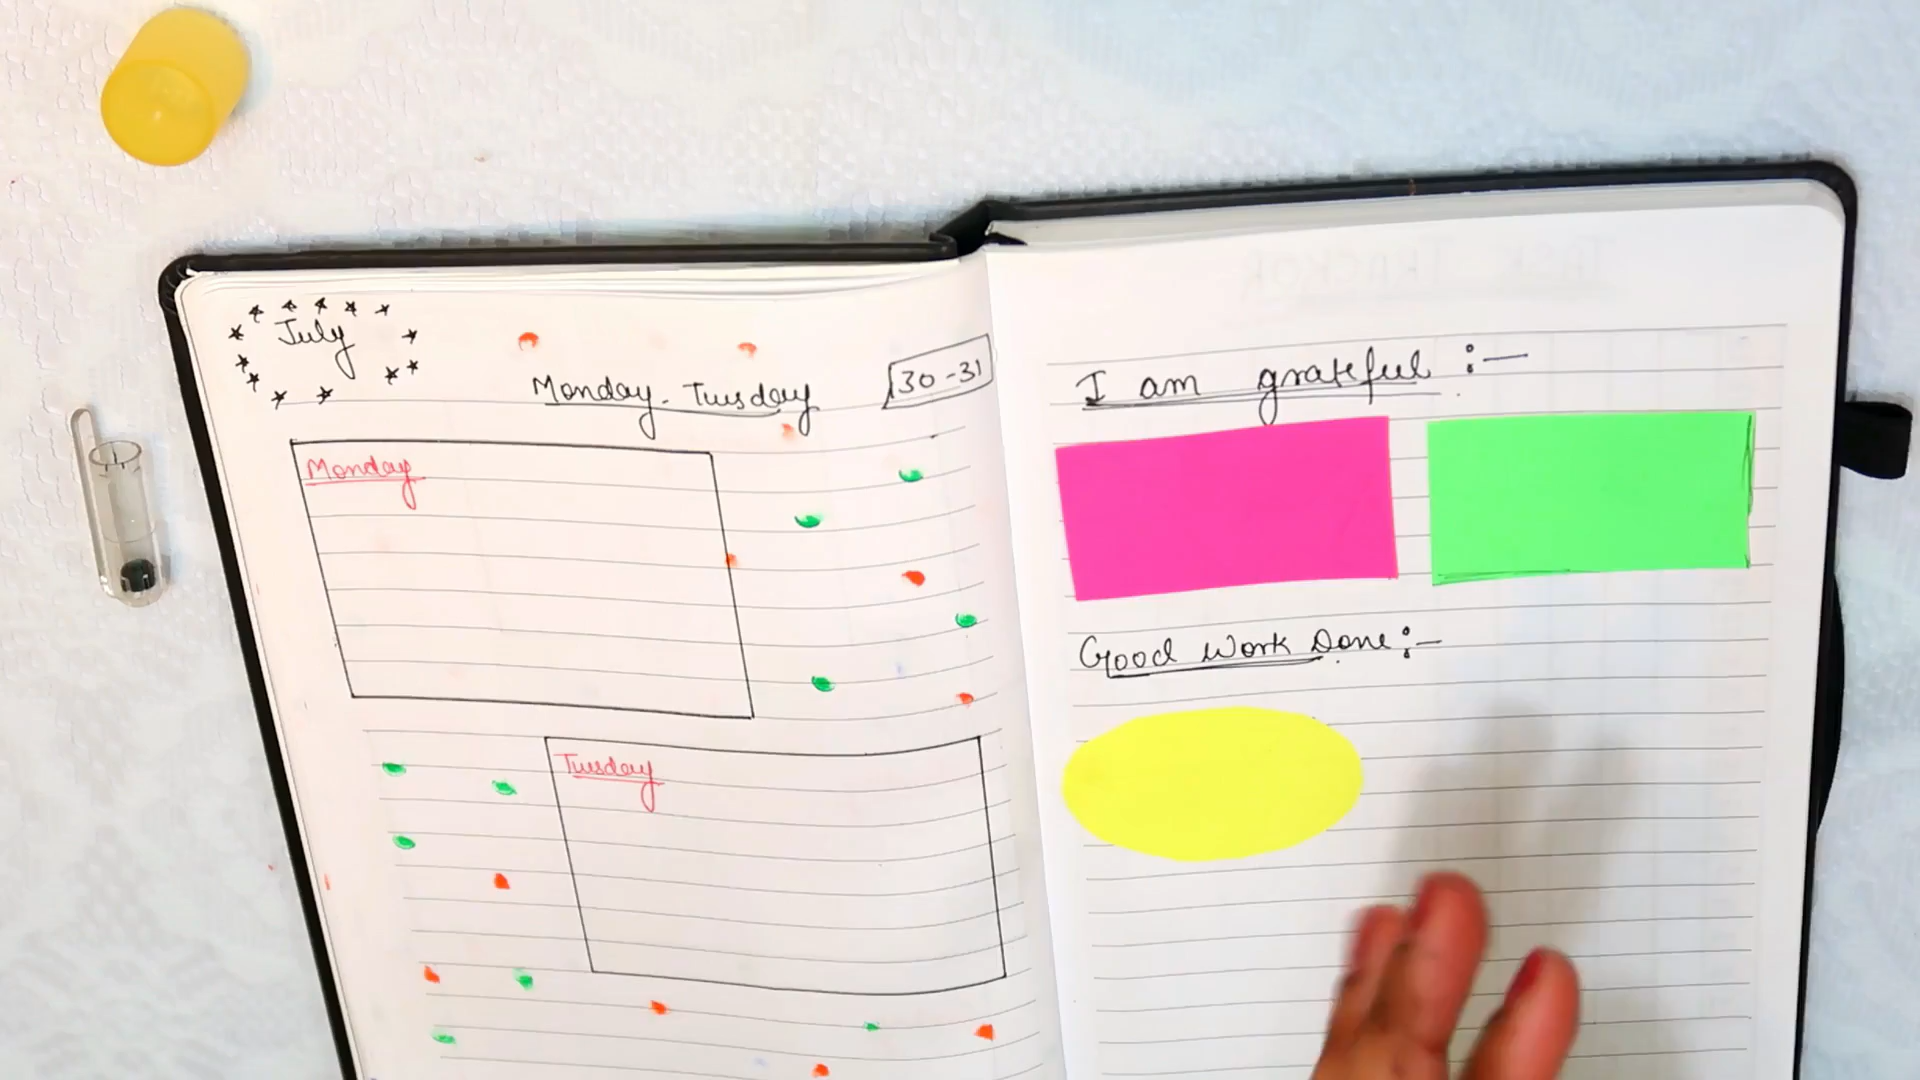 July
Monday - Tuesday
30-31
Monday
Tuesday
I am grateful :-
Good Work Done :-